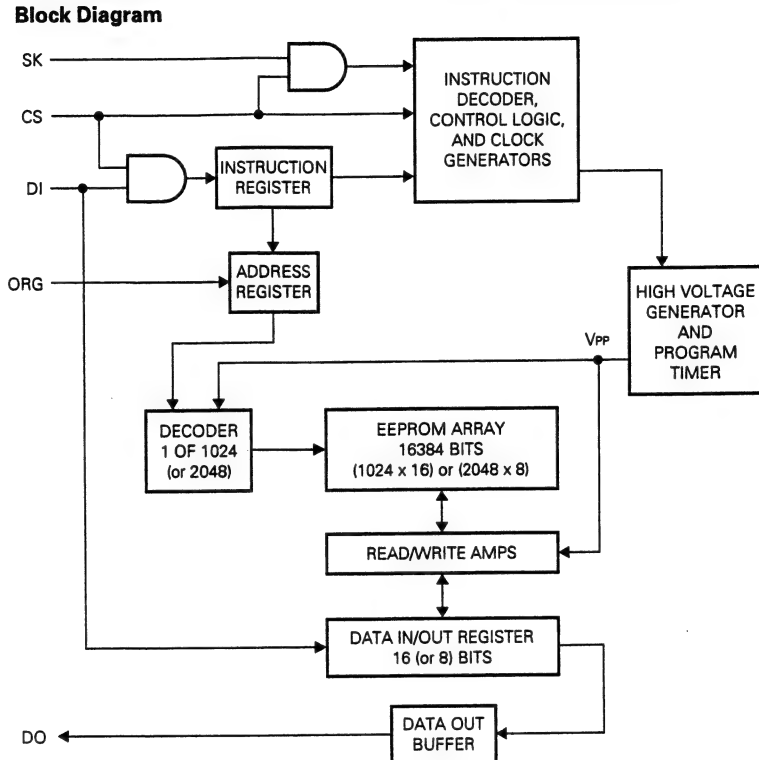 Block Diagram
SK
CS
DI
ORG
INSTRUCTION
DECODER,
CONTROL LOGIC,
AND CLOCK
GENERATORS
INSTRUCTION
REGISTER
ADDRESS
REGISTER
HIGH VOLTAGE
GENERATOR
AND
PROGRAM
TIMER
VPP
DECODER
1 OF 1024
(or 2048)
EEPROM ARRAY
16384 BITS
(1024 x 16) or (2048 x 8)
READ/WRITE AMPS
DATA IN/OUT REGISTER
16 (or 8) BITS
DO
DATA OUT
BUFFER